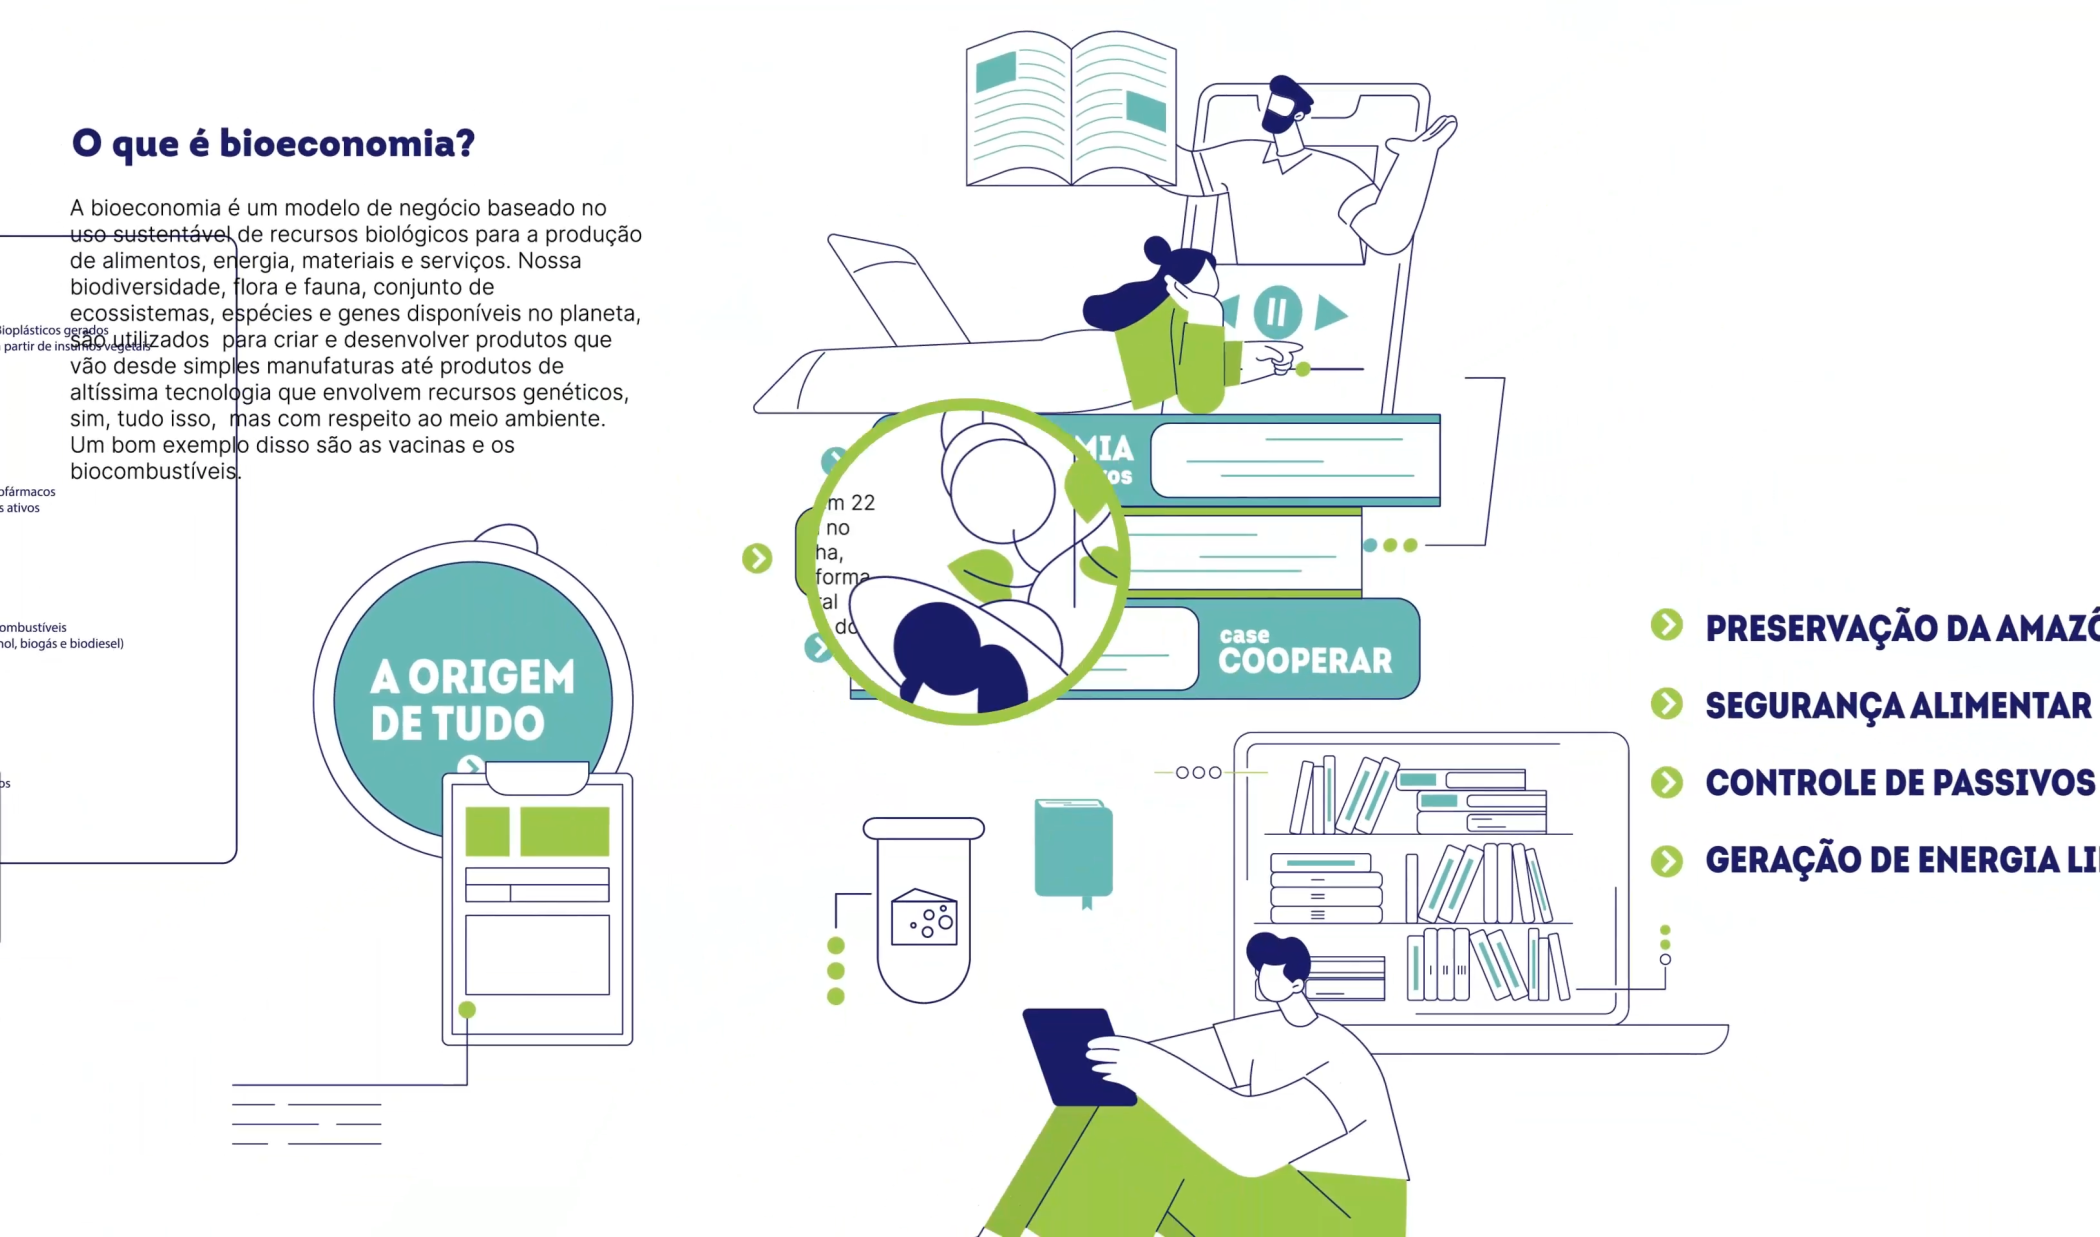 O que é bioeconomia?
A bioeconomia é um modelo de negócio baseado no
uso sustentável de recursos biológicos para a produção
de alimentos, energia, materiais e serviços. Nossa
biodiversidade, flora e fauna, conjunto de
ecossistemas, espécies e genes disponíveis no planeta,
são utilizados para criar e desenvolver produtos que
vão desde simples manufaturas até produtos de
altíssima tecnologia que envolvem recursos genéticos,
sim, tudo isso, mas com respeito ao meio ambiente.
Um bom exemplo disso são as vacinas e os
biocombustíveis.
Bioplásticos gerados
partir de insumos vegetais
ofármacos
s ativos
ombustíveis
nol, biogás e biodiesel)
os
A ORIGEM
DE TUDO
MIA
os
m 22
no
ha,
forma
al
do
case
COOPERAR
PRESERVAÇÃO DA AMAZÔ
SEGURANÇA ALIMENTAR
CONTROLE DE PASSIVOS
GERAÇÃO DE ENERGIA LI